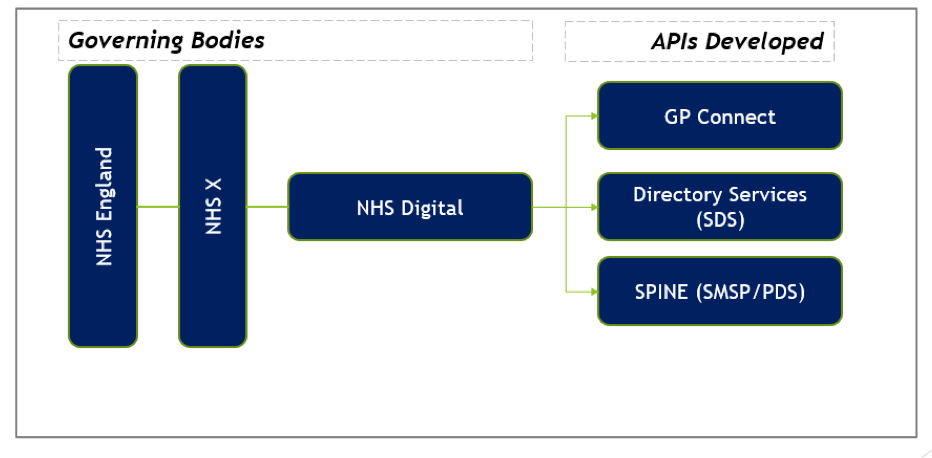 Governing Bodies
APIs Developed
NHS England
NHS X
NHS Digital
GP Connect
Directory Services
(SDS)
SPINE (SMSP/PDS)